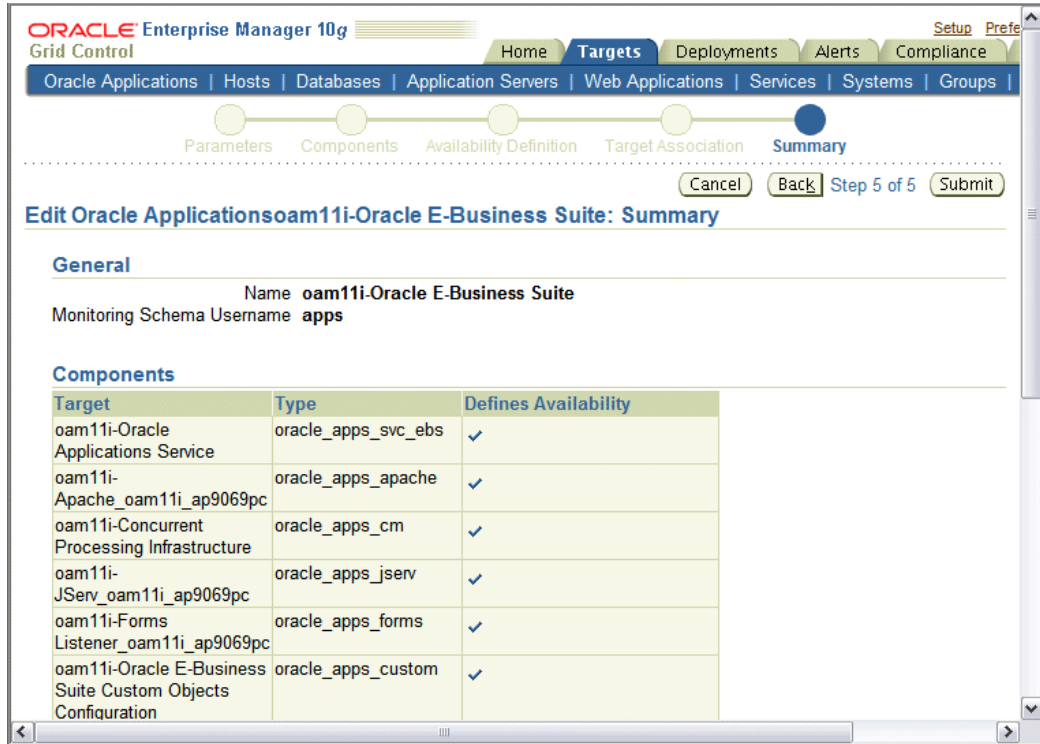 ORACLE Enterprise Manager 10g
Setup Prefe
Grid Control
Home Targets Deployments Alerts Compliance
Oracle Applications | Hosts | Databases | Application Servers | Web Applications | Services | Systems | Groups |
Parameters Components Availability Definition Target Association Summary
Cancel Back Step 5 of 5 Submit
Edit Oracle Applicationsoam11i-Oracle E-Business Suite: Summary
General
Name oam11i-Oracle E-Business Suite
Monitoring Schema Username apps
Components
Target Type Defines Availability
oam11i-Oracle oracle_apps_svc_ebs
Applications Service
oam11i- oracle_apps_apache
Apache_oam11i_ap9069pc
oam11i-Concurrent oracle_apps_cm
Processing Infrastructure
oam11i- oracle_apps_jserv
JServ_oam11i_ap9069pc
oam11i-Forms oracle_apps_forms
Listener_oam11i_ap9069pc
oam11i-Oracle E-Business oracle_apps_custom
Suite Custom Objects
Configuration